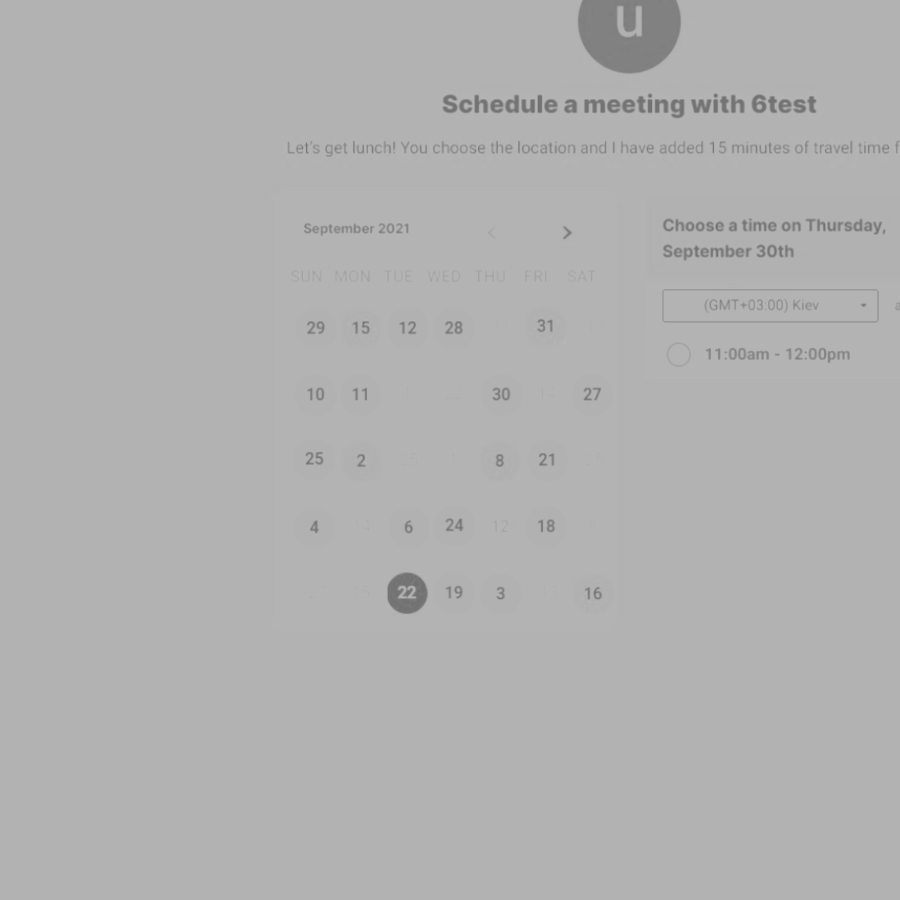 u
Schedule a meeting with 6test
Let's get lunch! You choose the location and I have added 15 minutes of travel time
September 2021
SUN MON TUE WED THU FRI SAT
29 15 12 28 31
10 11 30 27
25 2 8 21
4 14 6 24 12 18
22 19 3 16
Choose a time on Thursday,
September 30th
(GMT+03:00) Kiev
11:00am - 12:00pm